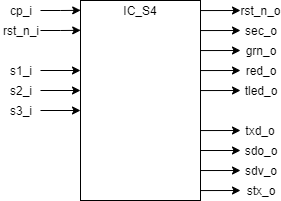 cp_i IC_S4 rst_n_o
rst_n_i sec_o
grn_o
s1_i red_o
s2_i tled_o
s3_i
txd_o
sdo_o
sdv_o
stx_o